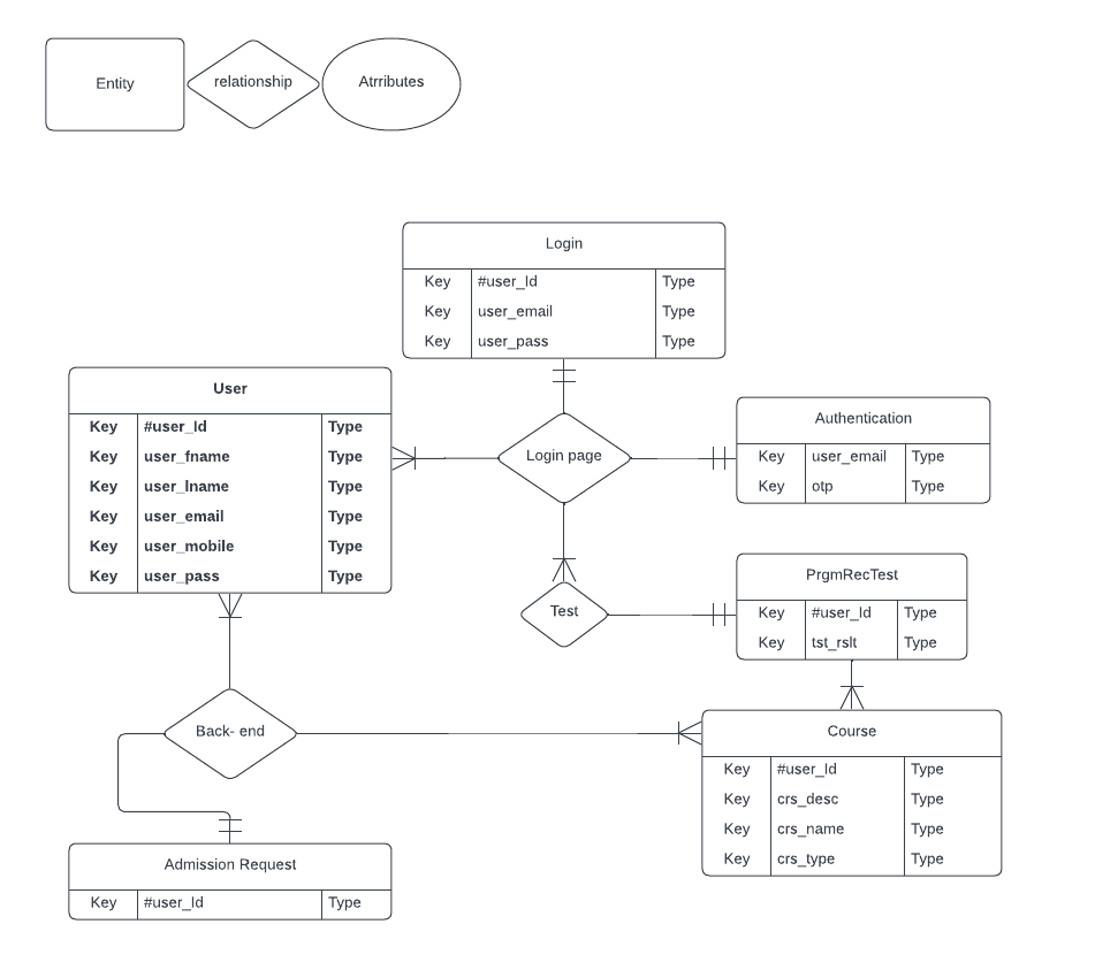 Entity
relationship
Atrributes
Login
Key #user_Id Type
Key user_email Type
Key user_pass Type
User
Key #user_Id Type
Key user_fname Type
Key user_lname Type
Key user_email Type
Key user_mobile Type
Key user_pass Type
Login page
Authentication
Key user_email Type
Key otp Type
Test
PrgmRecTest
Key #user_Id Type
Key tst_rslt Type
Back- end
Course
Key #user_Id Type
Key crs_desc Type
Key crs_name Type
Key crs_type Type
Admission Request
Key #user_Id Type